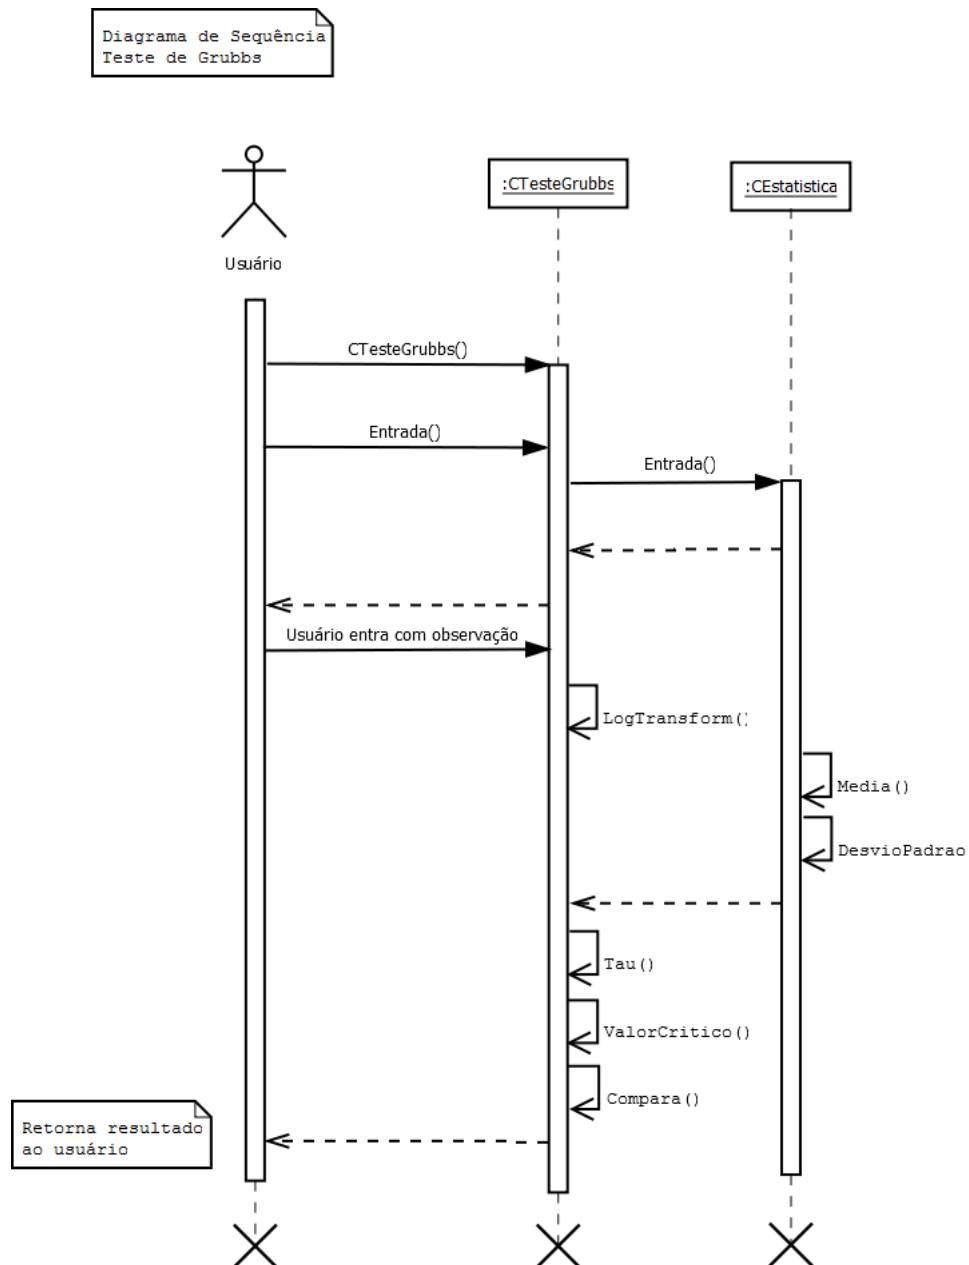 Diagrama de Sequência
Teste de Grubbs
:CTesteGrubbs
:CEstatistica
Usuário
CTesteGrubbs()
Entrada()
Entrada()
Usuário entra com observação
LogTransform()
Media()
DesvioPadrao
Tau()
ValorCritico()
Compara()
Retorna resultado
ao usuário